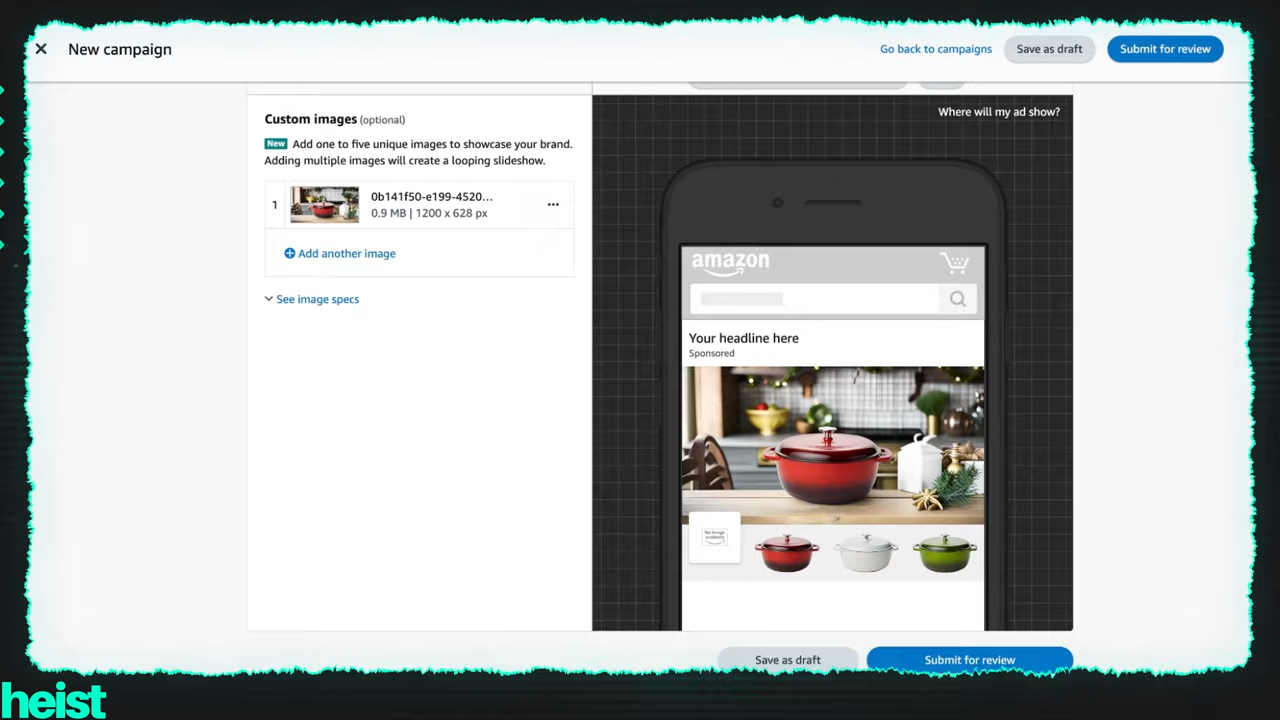 New campaign
Go back to campaigns
Save as draft
Submit for review
Custom images (optional)
New Add one to five unique images to showcase your brand.
Adding multiple images will create a looping slideshow.
1
0b141f50-e199-4520...
0.9 MB | 1200 x 628 px
Add another image
See image specs
Where will my ad show?
amazon
Your headline here
Sponsored
No image
available
Save as draft
Submit for review
heist